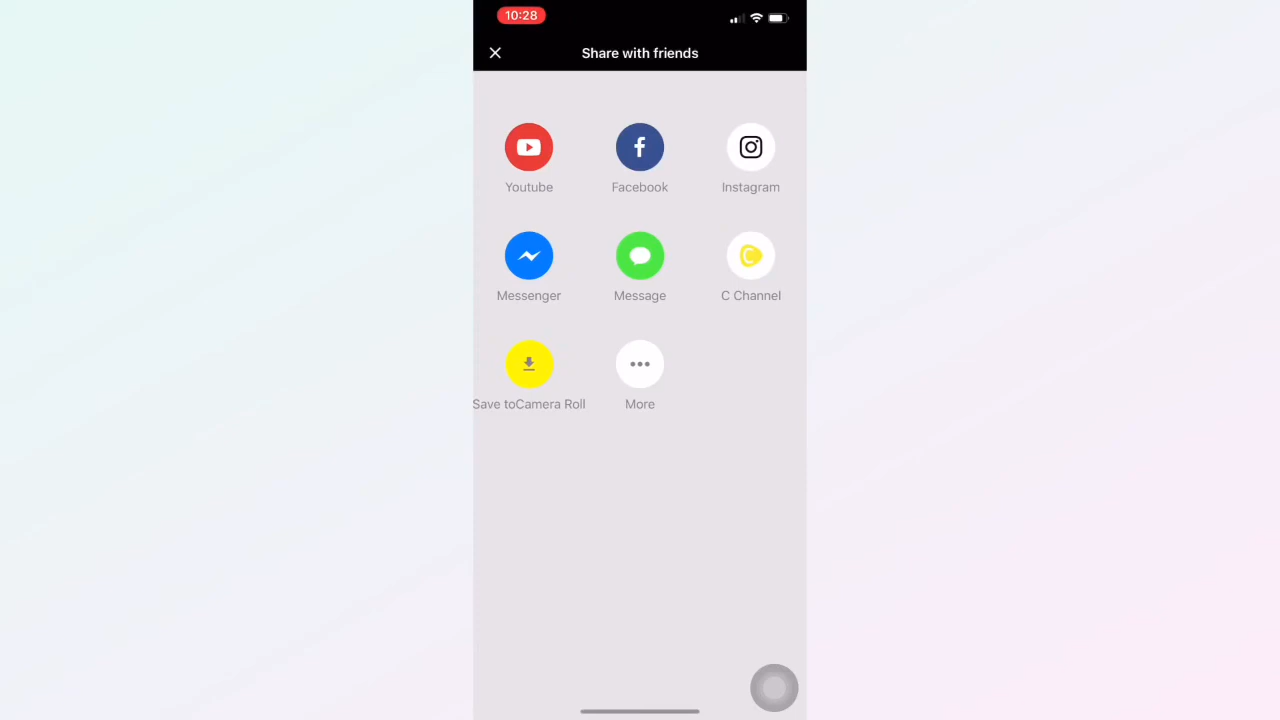 10:28
Share with friends
Youtube
Facebook
Instagram
Messenger
Message
C Channel
Save toCamera Roll
More